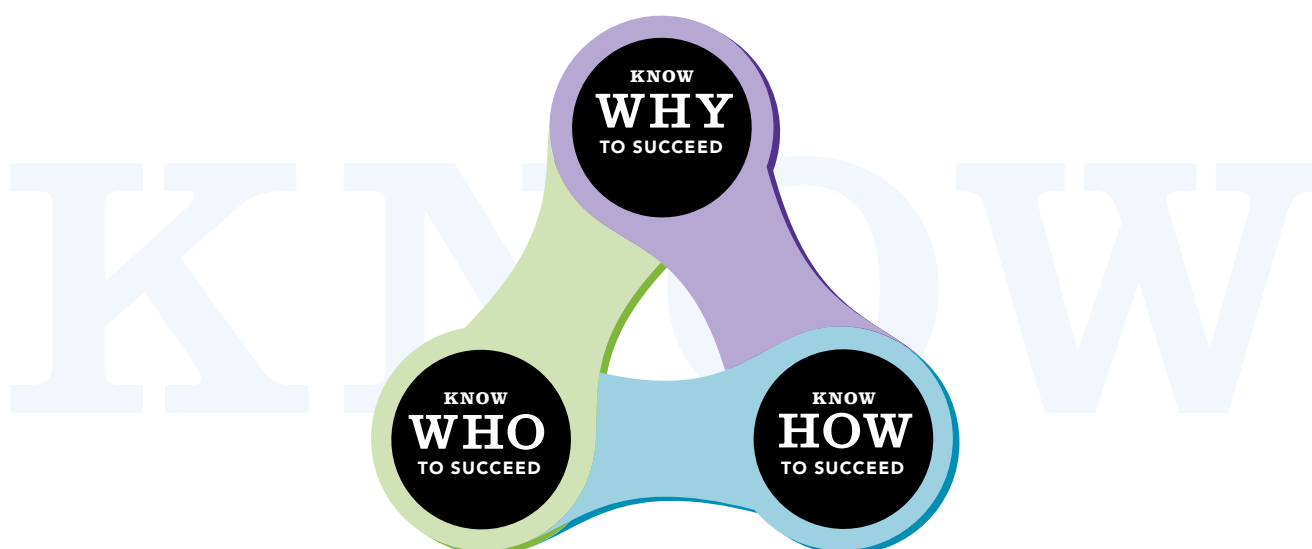 KNOW
KNOW
WHY
TO SUCCEED
KNOW
WHO
TO SUCCEED
KNOW
HOW
TO SUCCEED